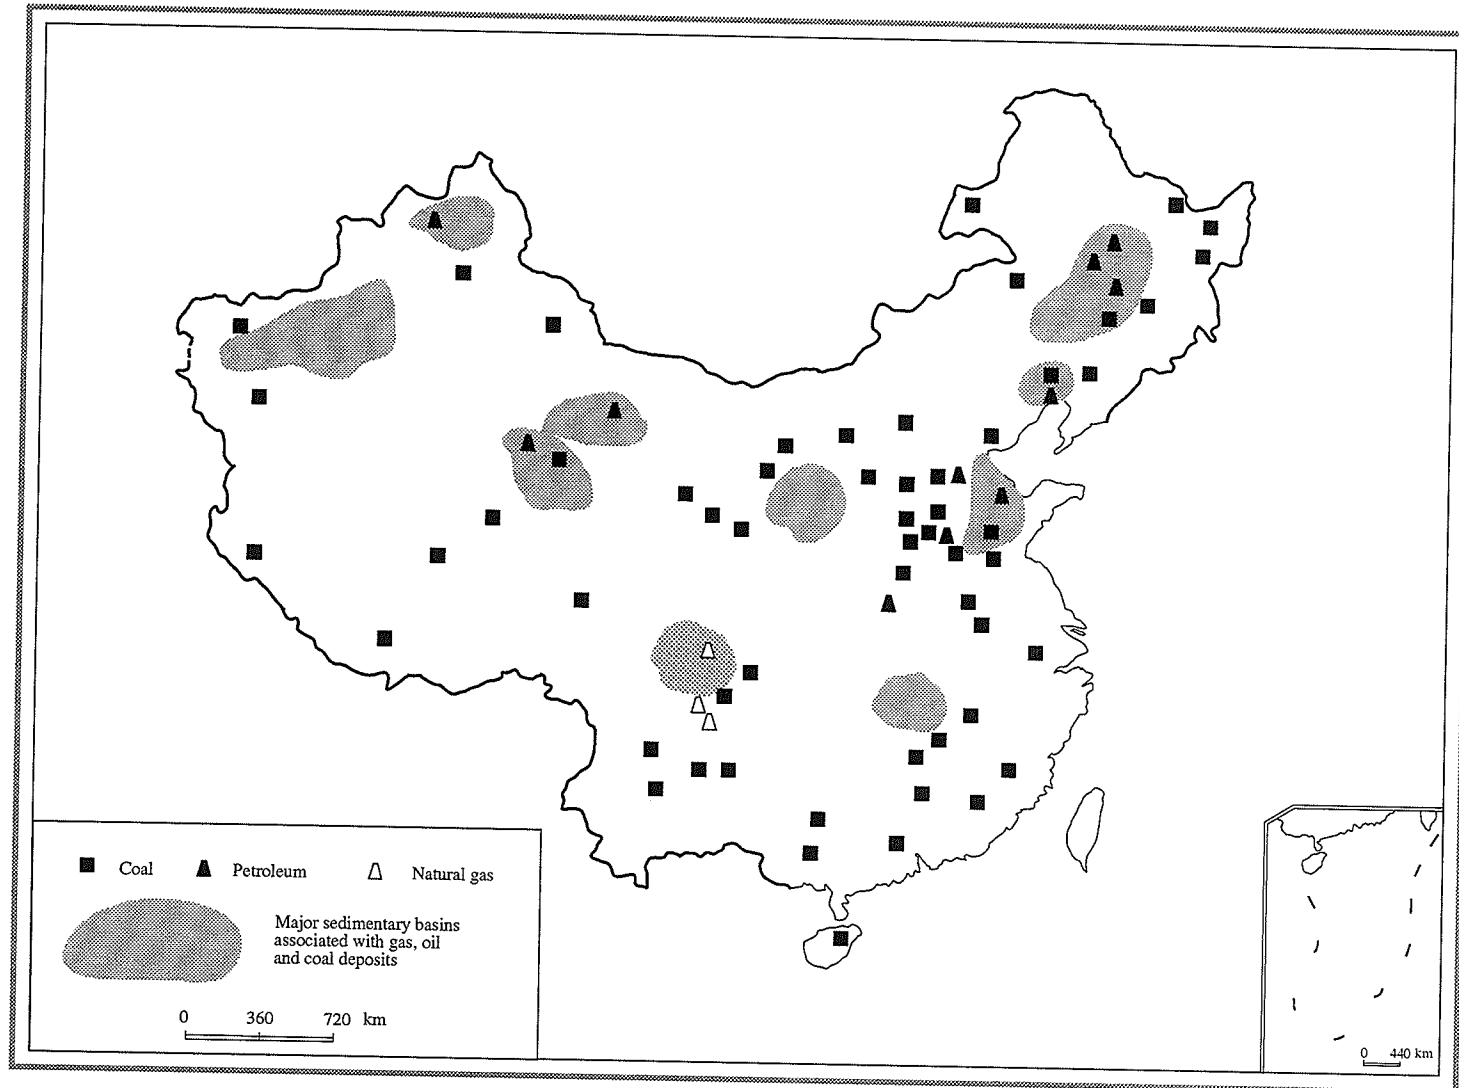 Coal
Petroleum
Natural gas
Major sedimentary basins
associated with gas, oil
and coal deposits
0 360 720 km
0 440 km